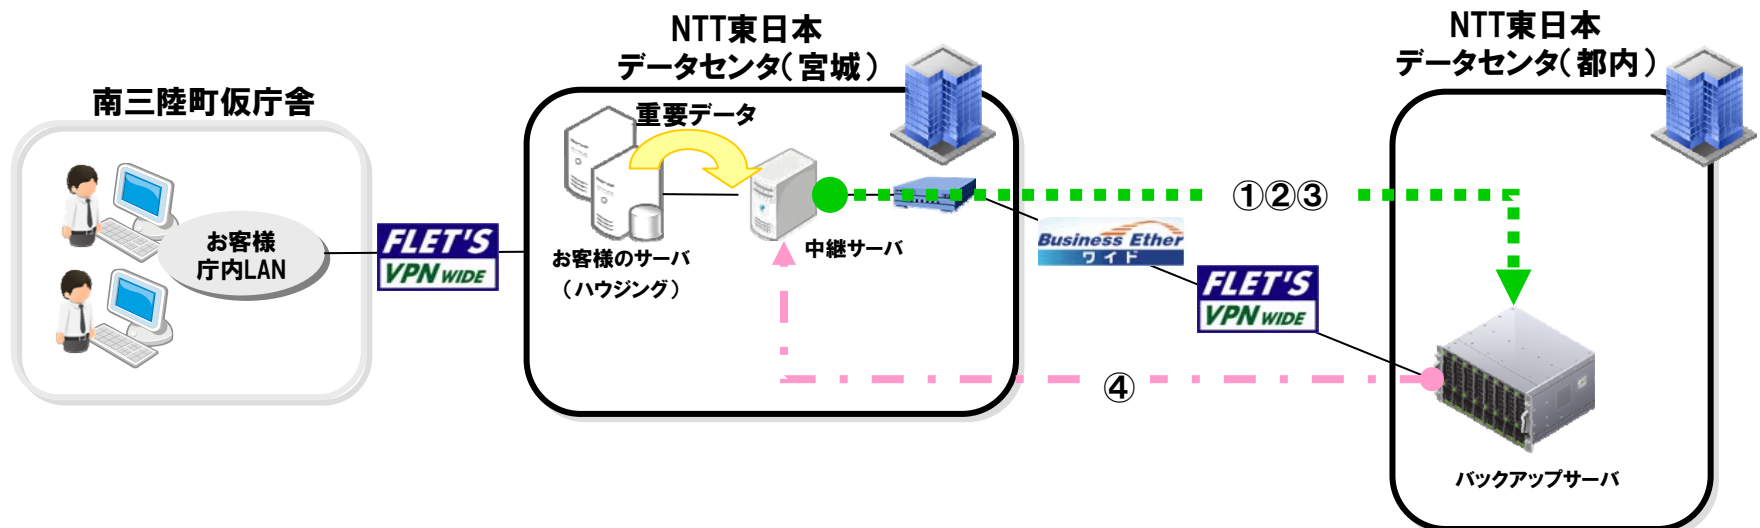 南三陸町仮庁舎
お客様
庁内LAN
FLET'S
VPN WIDE
NTT東日本
データセンタ(宮城)
重要データ
お客様のサーバ
(ハウジング)
中継サーバ
①②③
Business Ether
ワイド
FLET'S
VPN WIDE
④
NTT東日本
データセンタ(都内)
バックアップサーバ